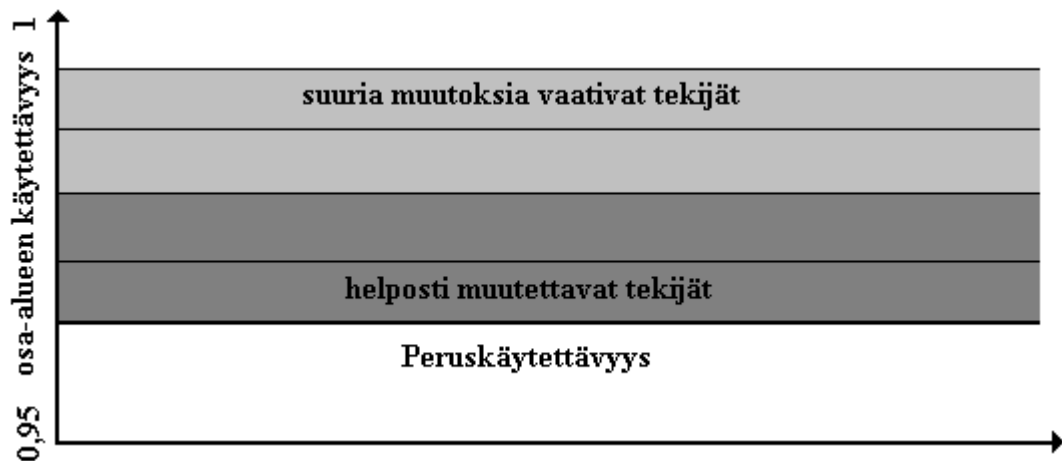 0,95 osa-alueen käytettävyys 1
suuria muutoksia vaativat tekijät
helposti muutettavat tekijät
Peruskäytettävyys